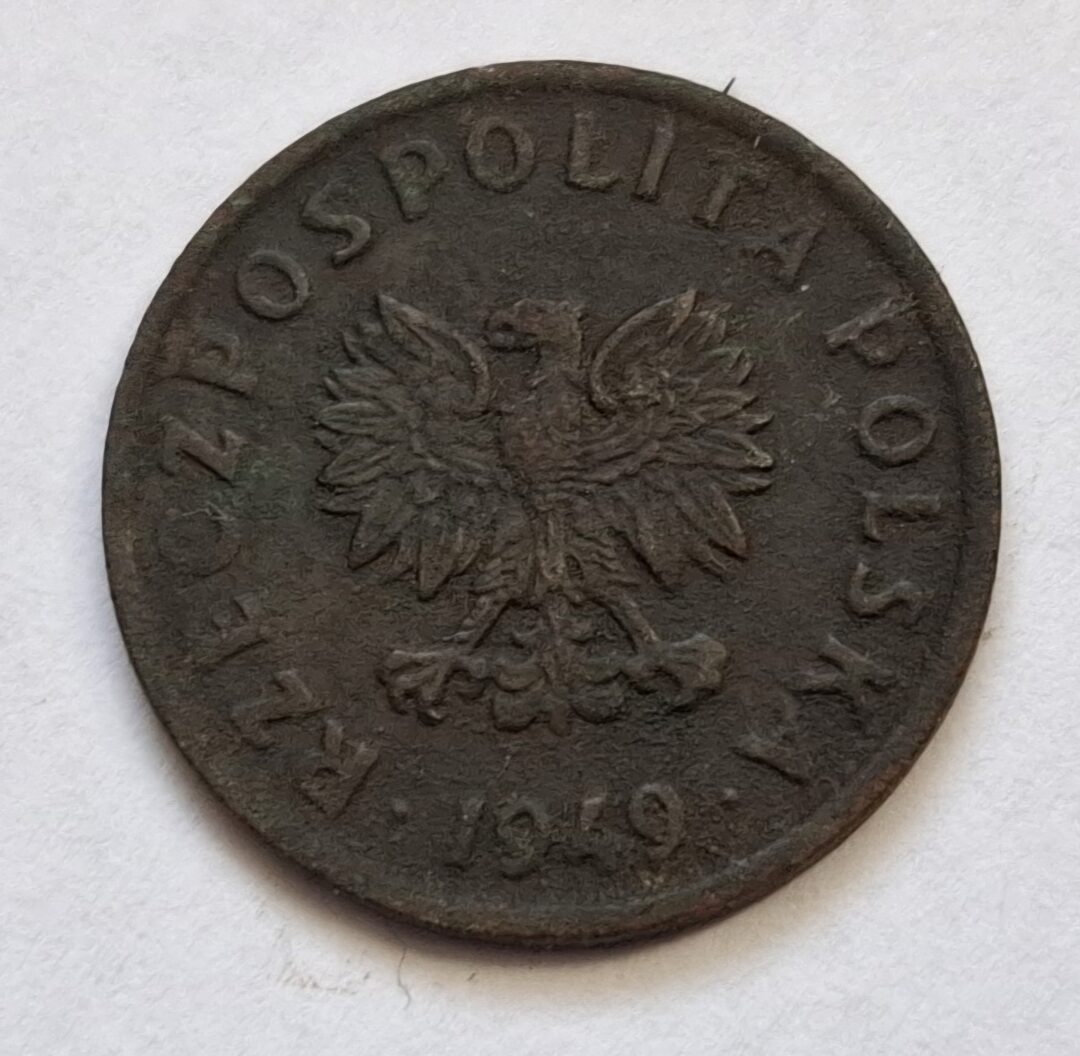 RZECZPOSPOLITA POLSKA
· 1949 ·